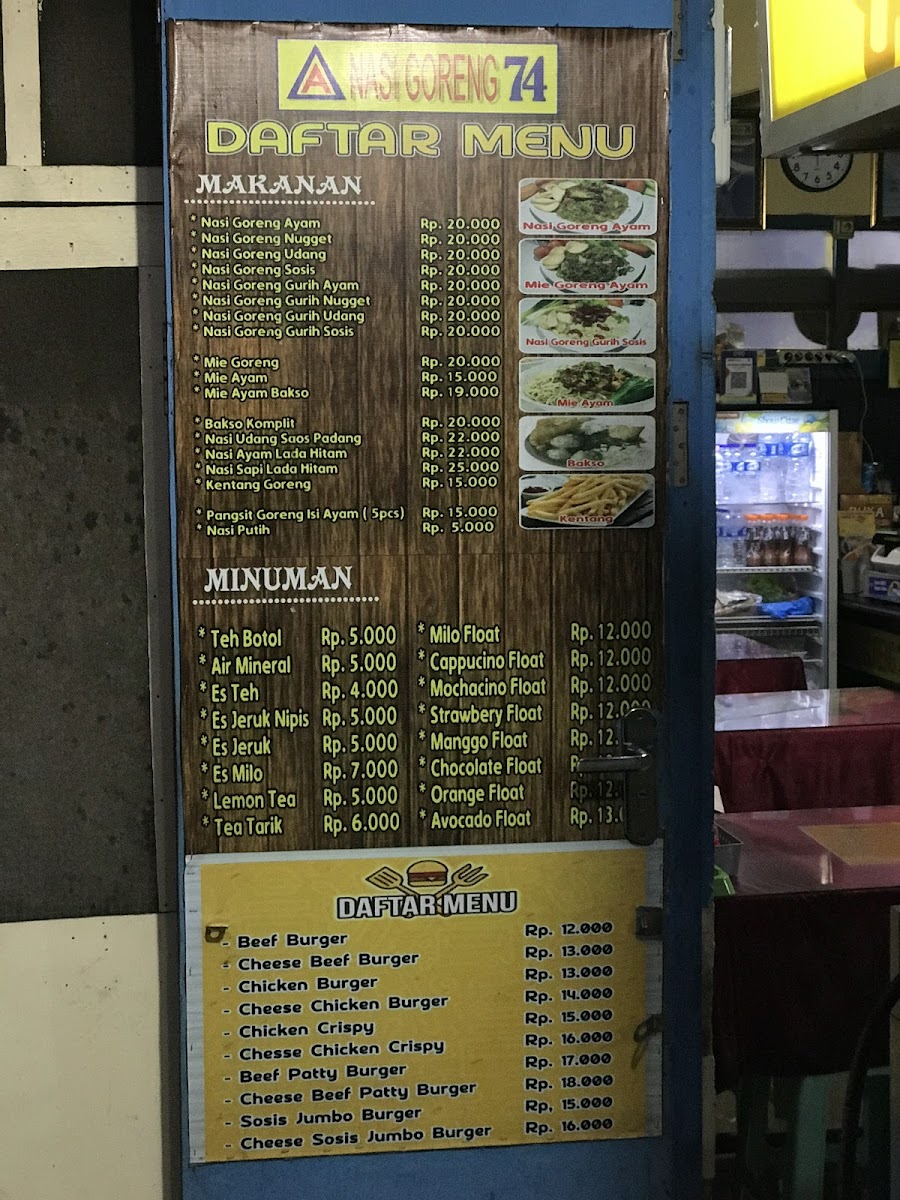 A NASI GORENG 74
DAFTAR MENU
MAKANAN
* Nasi Goreng Ayam Rp. 20.000
* Nasi Goreng Nugget Rp. 20.000
* Nasi Goreng Udang Rp. 20.000
* Nasi Goreng Sosis Rp. 20.000
* Nasi Goreng Gurih Ayam Rp. 20.000
* Nasi Goreng Gurih Nugget Rp. 20.000
* Nasi Goreng Gurih Udang Rp. 20.000
* Nasi Goreng Gurih Sosis Rp. 20.000
* Mie Goreng Rp. 20.000
* Mie Ayam Rp. 15.000
* Mie Ayam Bakso Rp. 19.000
* Bakso Komplit Rp. 20.000
* Nasi Udang Saos Padang Rp. 22.000
* Nasi Ayam Lada Hitam Rp. 22.000
* Nasi Sapi Lada Hitam Rp. 25.000
* Kentang Goreng Rp. 15.000
* Pangsit Goreng Isi Ayam ( 5pcs) Rp. 15.000
* Nasi Putih Rp. 5.000
Nasi Goreng Ayam
Mie Goreng Ayam
Nasi Goreng Gurih Sosis
Mie Ayam
Bakso
Kentang
MINUMAN
* Teh Botol Rp. 5.000
* Air Mineral Rp. 5.000
* Es Teh Rp. 4.000
* Es Jeruk Nipis Rp. 5.000
* Es Jeruk Rp. 5.000
* Es Milo Rp. 7.000
* Lemon Tea Rp. 5.000
* Tea Tarik Rp. 6.000
* Milo Float Rp. 12.000
* Cappucino Float Rp. 12.000
* Mochacino Float Rp. 12.000
* Strawbery Float Rp. 12.000
* Manggo Float Rp. 12.
* Chocolate Float
* Orange Float Rp. 12.
* Avocado Float Rp. 13.
DAFTAR MENU
- Beef Burger Rp. 12.000
- Cheese Beef Burger Rp. 13.000
- Chicken Burger Rp. 13.000
- Cheese Chicken Burger Rp. 14.000
- Chicken Crispy Rp. 15.000
- Chesse Chicken Crispy Rp. 16.000
- Beef Patty Burger Rp. 17.000
- Cheese Beef Patty Burger Rp. 18.000
- Sosis Jumbo Burger Rp, 15.000
- Cheese Sosis Jumbo Burger Rp. 16.000